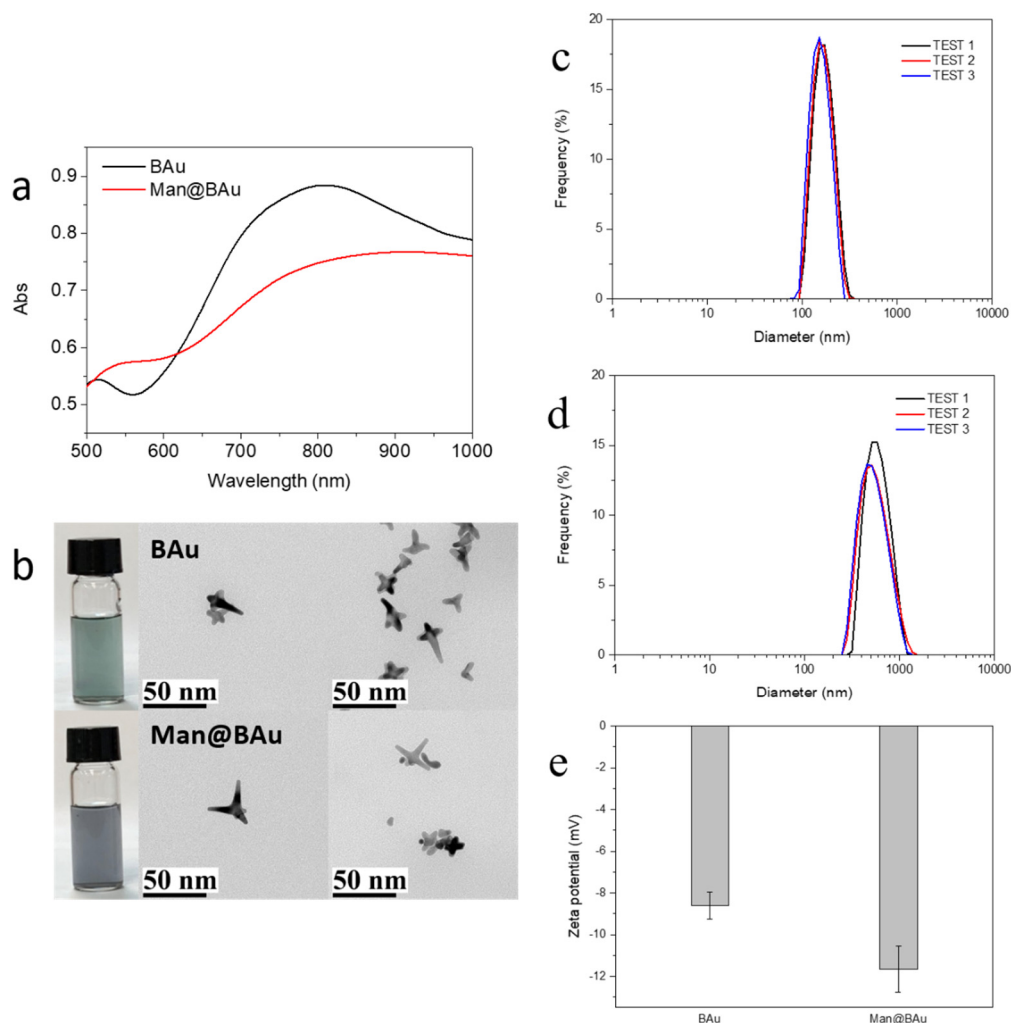 a
BAu
Man@BAu
0.9
0.8
0.7
0.6
0.5
Abs
500 600 700 800 900 1000
Wavelength (nm)
b
BAu
50 nm
50 nm
Man@BAu
50 nm
50 nm
c
TEST 1
TEST 2
TEST 3
20
15
10
5
0
Frequency (%)
1 10 100 1000 10000
Diameter (nm)
d
TEST 1
TEST 2
TEST 3
20
15
10
5
0
Frequency (%)
1 10 100 1000 10000
Diameter (nm)
e
0
-2
-4
-6
-8
-10
-12
Zeta potential (mV)
BAu Man@BAu